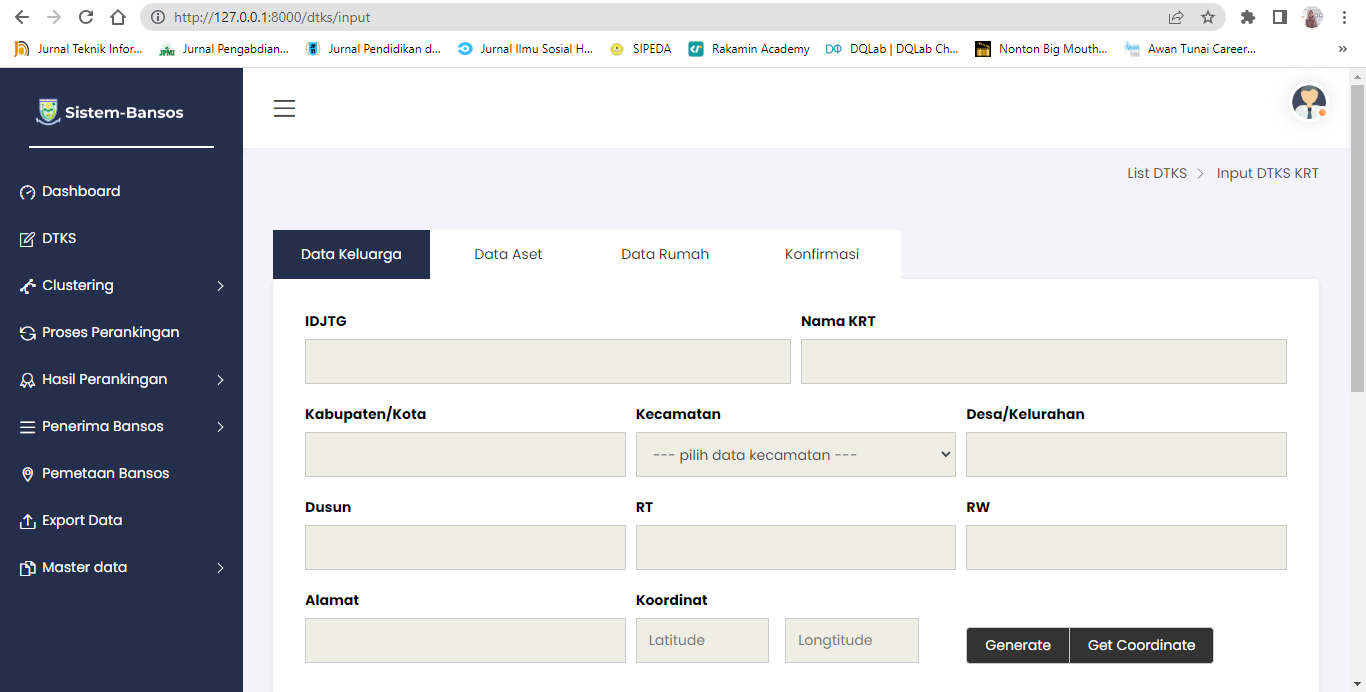 http://127.0.0.1:8000/dtks/input
Jurnal Teknik Infor... Jurnal Pengabdian... Jurnal Pendidikan d... Jurnal Ilmu Sosial H... SIPEDA Rakamin Academy DQLab | DQLab Ch... Nonton Big Mouth... Awan Tunai Career... »
Sistem-Bansos
Dashboard
DTKS
Clustering
Proses Perankingan
Hasil Perankingan
Penerima Bansos
Pemetaan Bansos
Export Data
Master data
List DTKS > Input DTKS KRT
Data Keluarga Data Aset Data Rumah Konfirmasi
IDJTG Nama KRT
Kabupaten/Kota Kecamatan Desa/Kelurahan
--- pilih data kecamatan ---
Dusun RT RW
Alamat Koordinat
Latitude Longtitude Generate Get Coordinate